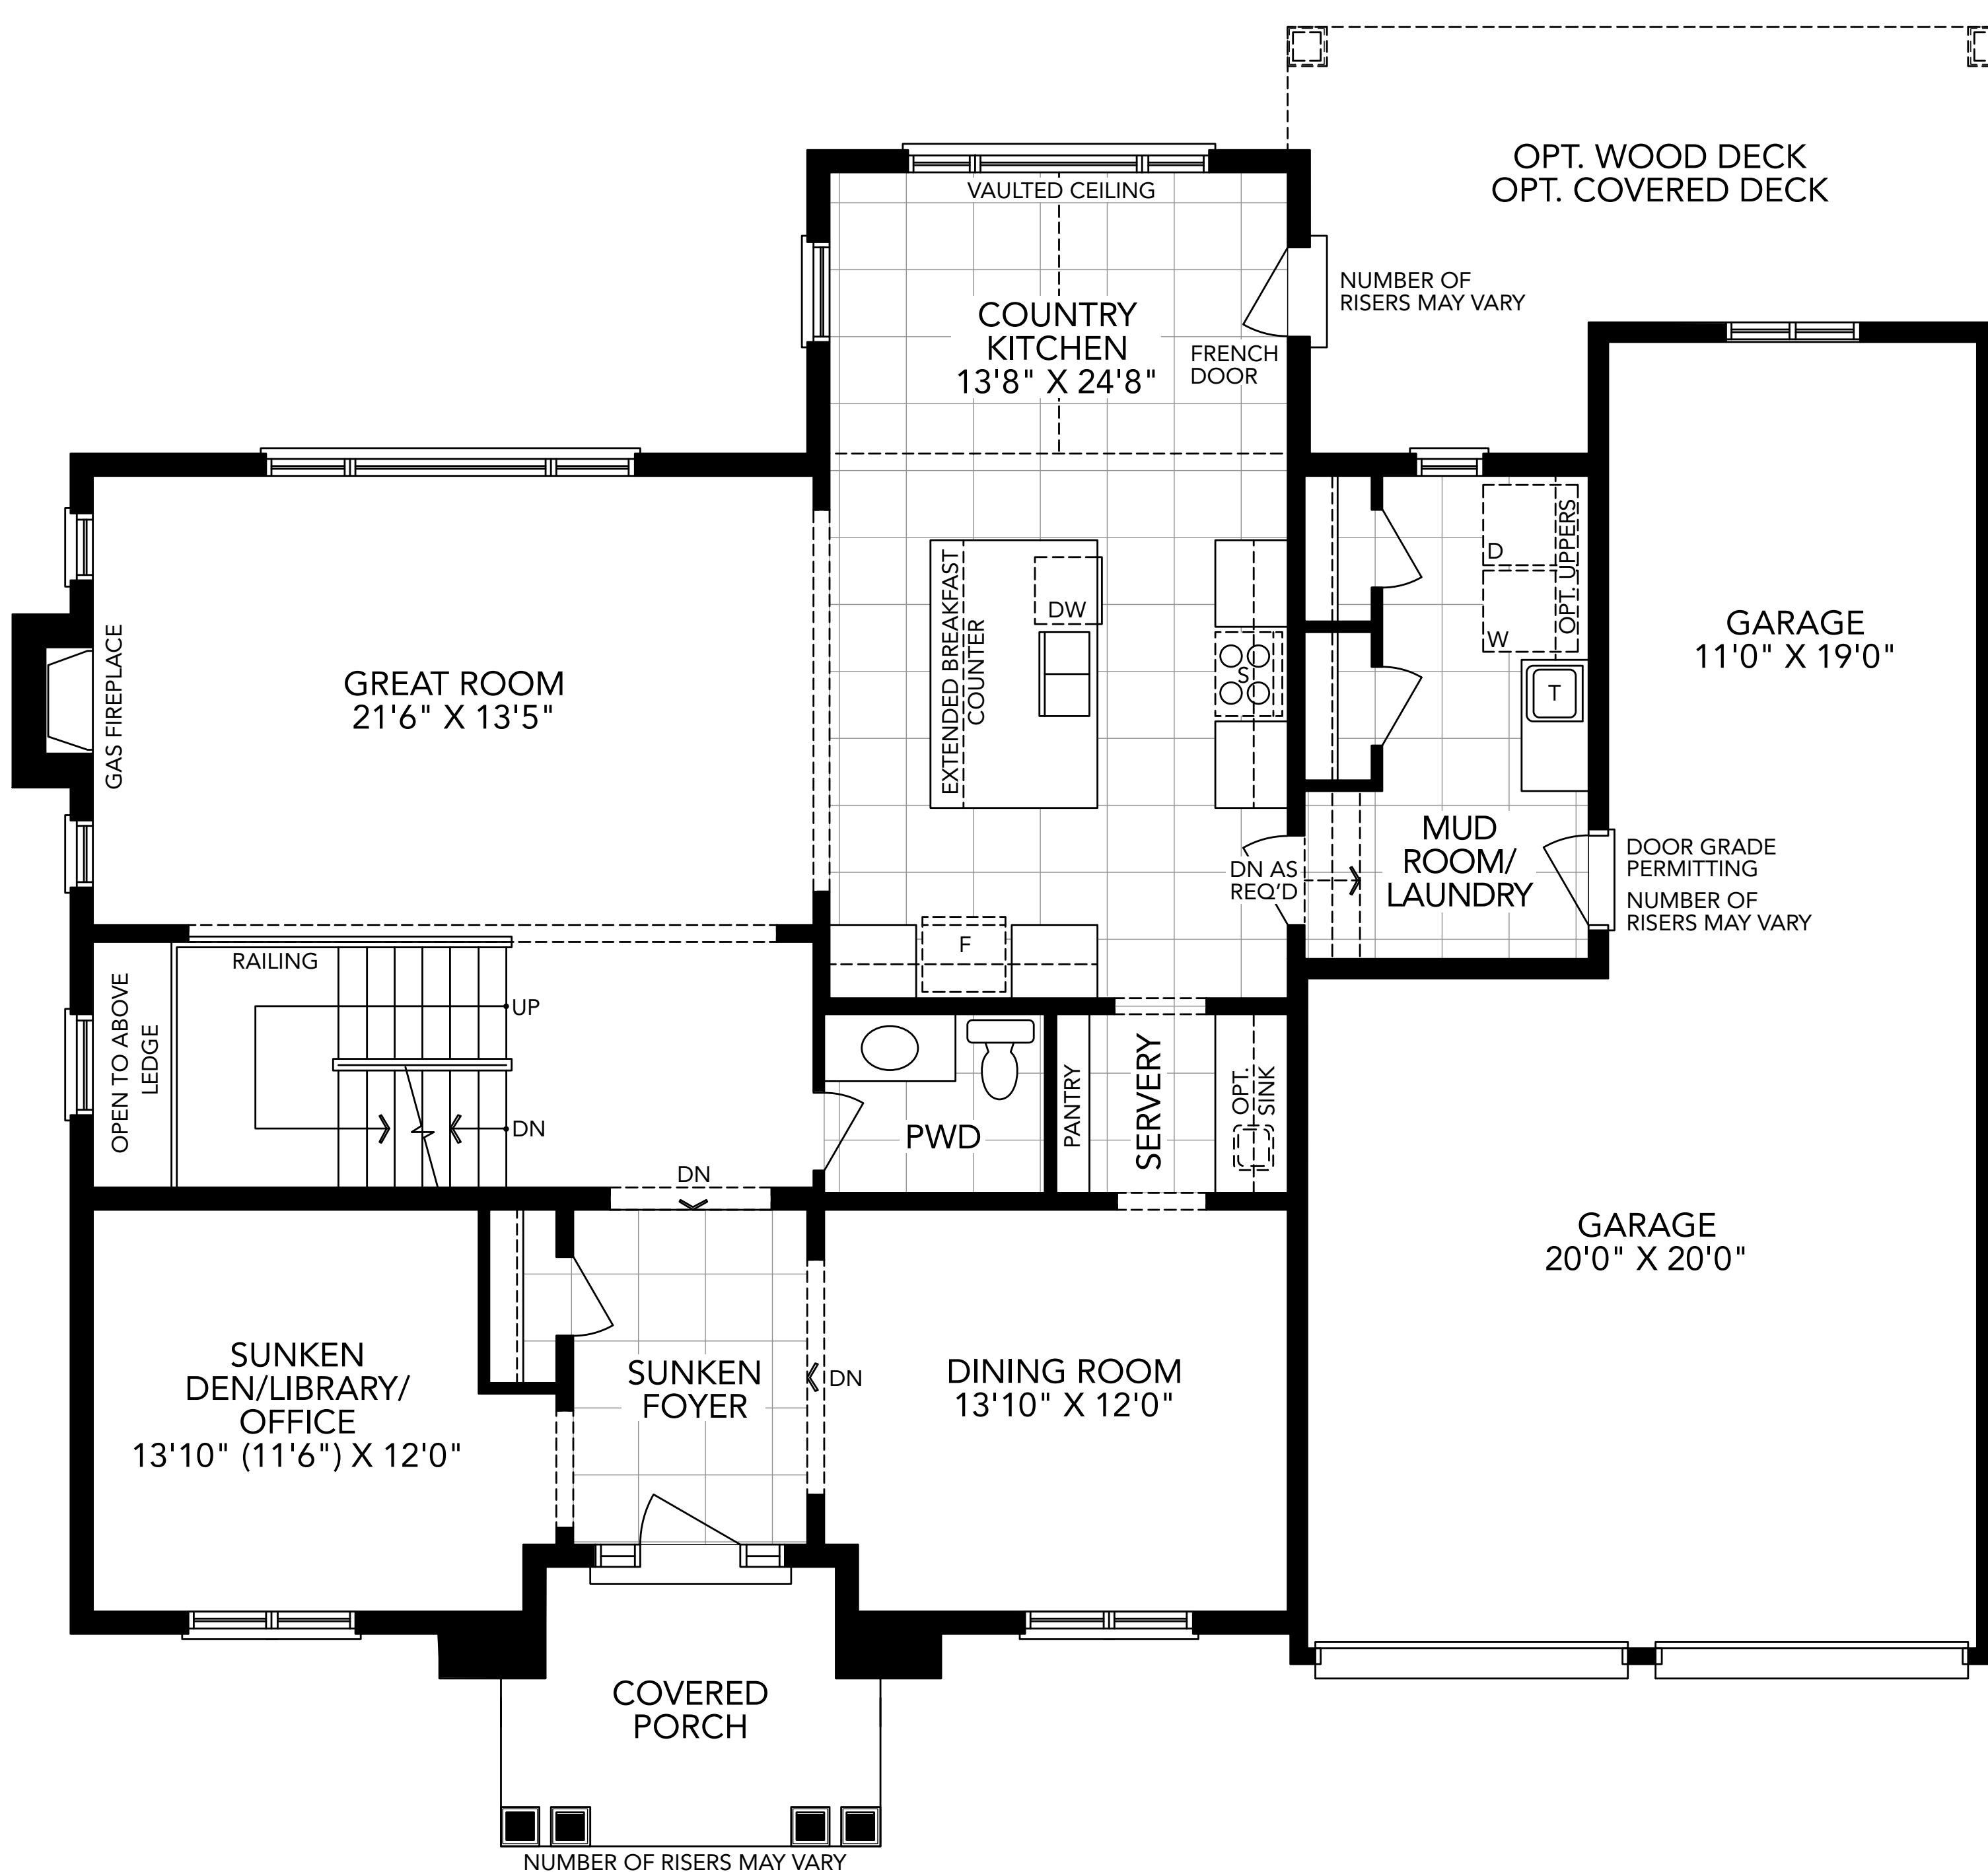 OPT. WOOD DECK
OPT. COVERED DECK
VAULTED CEILING
NUMBER OF
RISERS MAY VARY
COUNTRY
KITCHEN
13'8" X 24'8"
FRENCH
DOOR
GREAT ROOM
21'6" X 13'5"
GAS FIREPLACE
EXTENDED BREAKFAST
COUNTER
DW
S
D
W
OPT. UPPERS
T
GARAGE
11'0" X 19'0"
MUD
ROOM/
LAUNDRY
DN AS
REQ'D
DOOR GRADE
PERMITTING
NUMBER OF
RISERS MAY VARY
F
RAILING
OPEN TO ABOVE
LEDGE
UP
DN
DN
PWD
PANTRY
SERVERY
OPT.
SINK
GARAGE
20'0" X 20'0"
SUNKEN
DEN/LIBRARY/
OFFICE
13'10" (11'6") X 12'0"
SUNKEN
FOYER
DN
DINING ROOM
13'10" X 12'0"
COVERED
PORCH
NUMBER OF RISERS MAY VARY